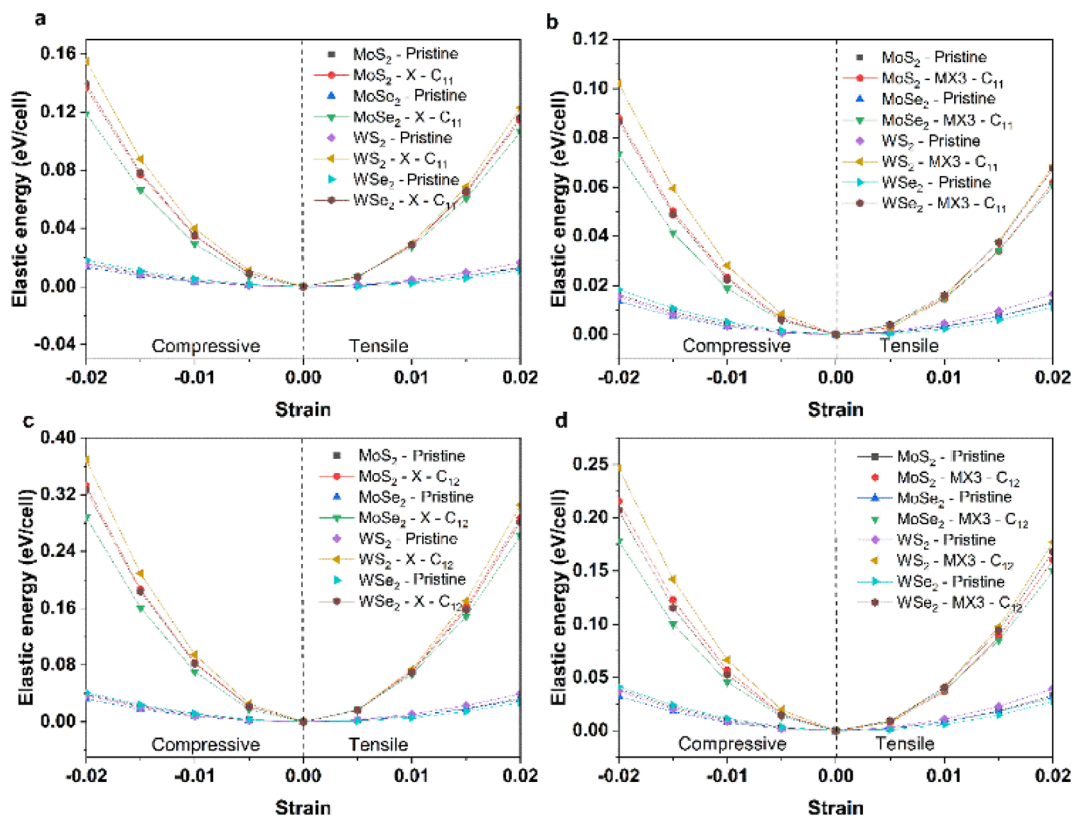 a
Elastic energy (eV/cell)
0.16
0.12
0.08
0.04
0.00
-0.04
MoS2 - Pristine
MoS2 - X - C11
MoSe2 - Pristine
MoSe2 - X - C11
WS2 - Pristine
WS2 - X - C11
WSe2 - Pristine
WSe2 - X - C11
Compressive
Tensile
-0.02
-0.01
0.00
0.01
0.02
Strain
b
Elastic energy (eV/cell)
0.12
0.10
0.08
0.06
0.04
0.02
0.00
MoS2 - Pristine
MoS2 - MX3 - C11
MoSe2 - Pristine
MoSe2 - MX3 - C11
WS2 - Pristine
WS2 - MX3 - C11
WSe2 - Pristine
WSe2 - MX3 - C11
Compressive
Tensile
-0.02
-0.01
0.00
0.01
0.02
Strain
c
Elastic energy (eV/cell)
0.40
0.32
0.24
0.16
0.08
0.00
MoS2 - Pristine
MoS2 - X - C12
MoSe2 - Pristine
MoSe2 - X - C12
WS2 - Pristine
WS2 - X - C12
WSe2 - Pristine
WSe2 - X - C12
Compressive
Tensile
-0.02
-0.01
0.00
0.01
0.02
Strain
d
Elastic energy (eV/cell)
0.25
0.20
0.15
0.10
0.05
0.00
MoS2 - Pristine
MoS2 - MX3 - C12
MoSe2 - Pristine
MoSe2 - MX3 - C12
WS2 - Pristine
WS2 - MX3 - C12
WSe2 - Pristine
WSe2 - MX3 - C12
Compressive
Tensile
-0.02
-0.01
0.00
0.01
0.02
Strain